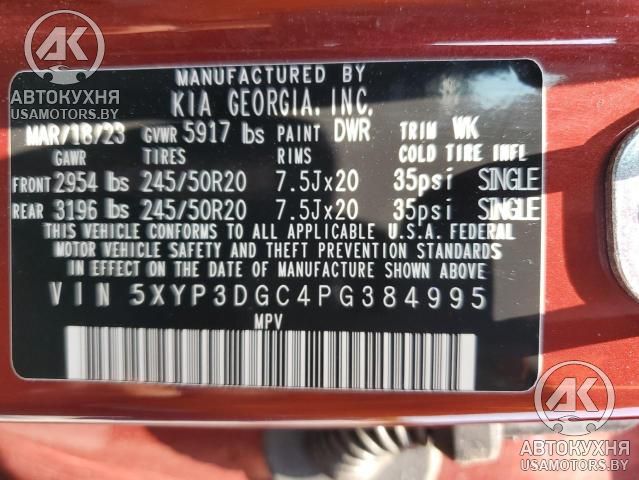 AK
АВТОКУХНЯ
USAMOTORS.BY
MANUFACTURED BY
KIA GEORGIA, INC.
MAR/18/23 GVWR 5917 lbs PAINT DWR TRIM WK
GAWR TIRES RIMS COLD TIRE INFL
FRONT 2954 lbs 245/50R20 7.5Jx20 35psi SINGLE
REAR 3196 lbs 245/50R20 7.5Jx20 35psi SINGLE
THIS VEHICLE CONFORMS TO ALL APPLICABLE U.S.A. FEDERAL
MOTOR VEHICLE SAFETY AND THEFT PREVENTION STANDARDS
IN EFFECT ON THE DATE OF MANUFACTURE SHOWN ABOVE
VIN 5XYP3DGC4PG384995
MPV
AK
АВТОКУХНЯ
USAMOTORS.BY